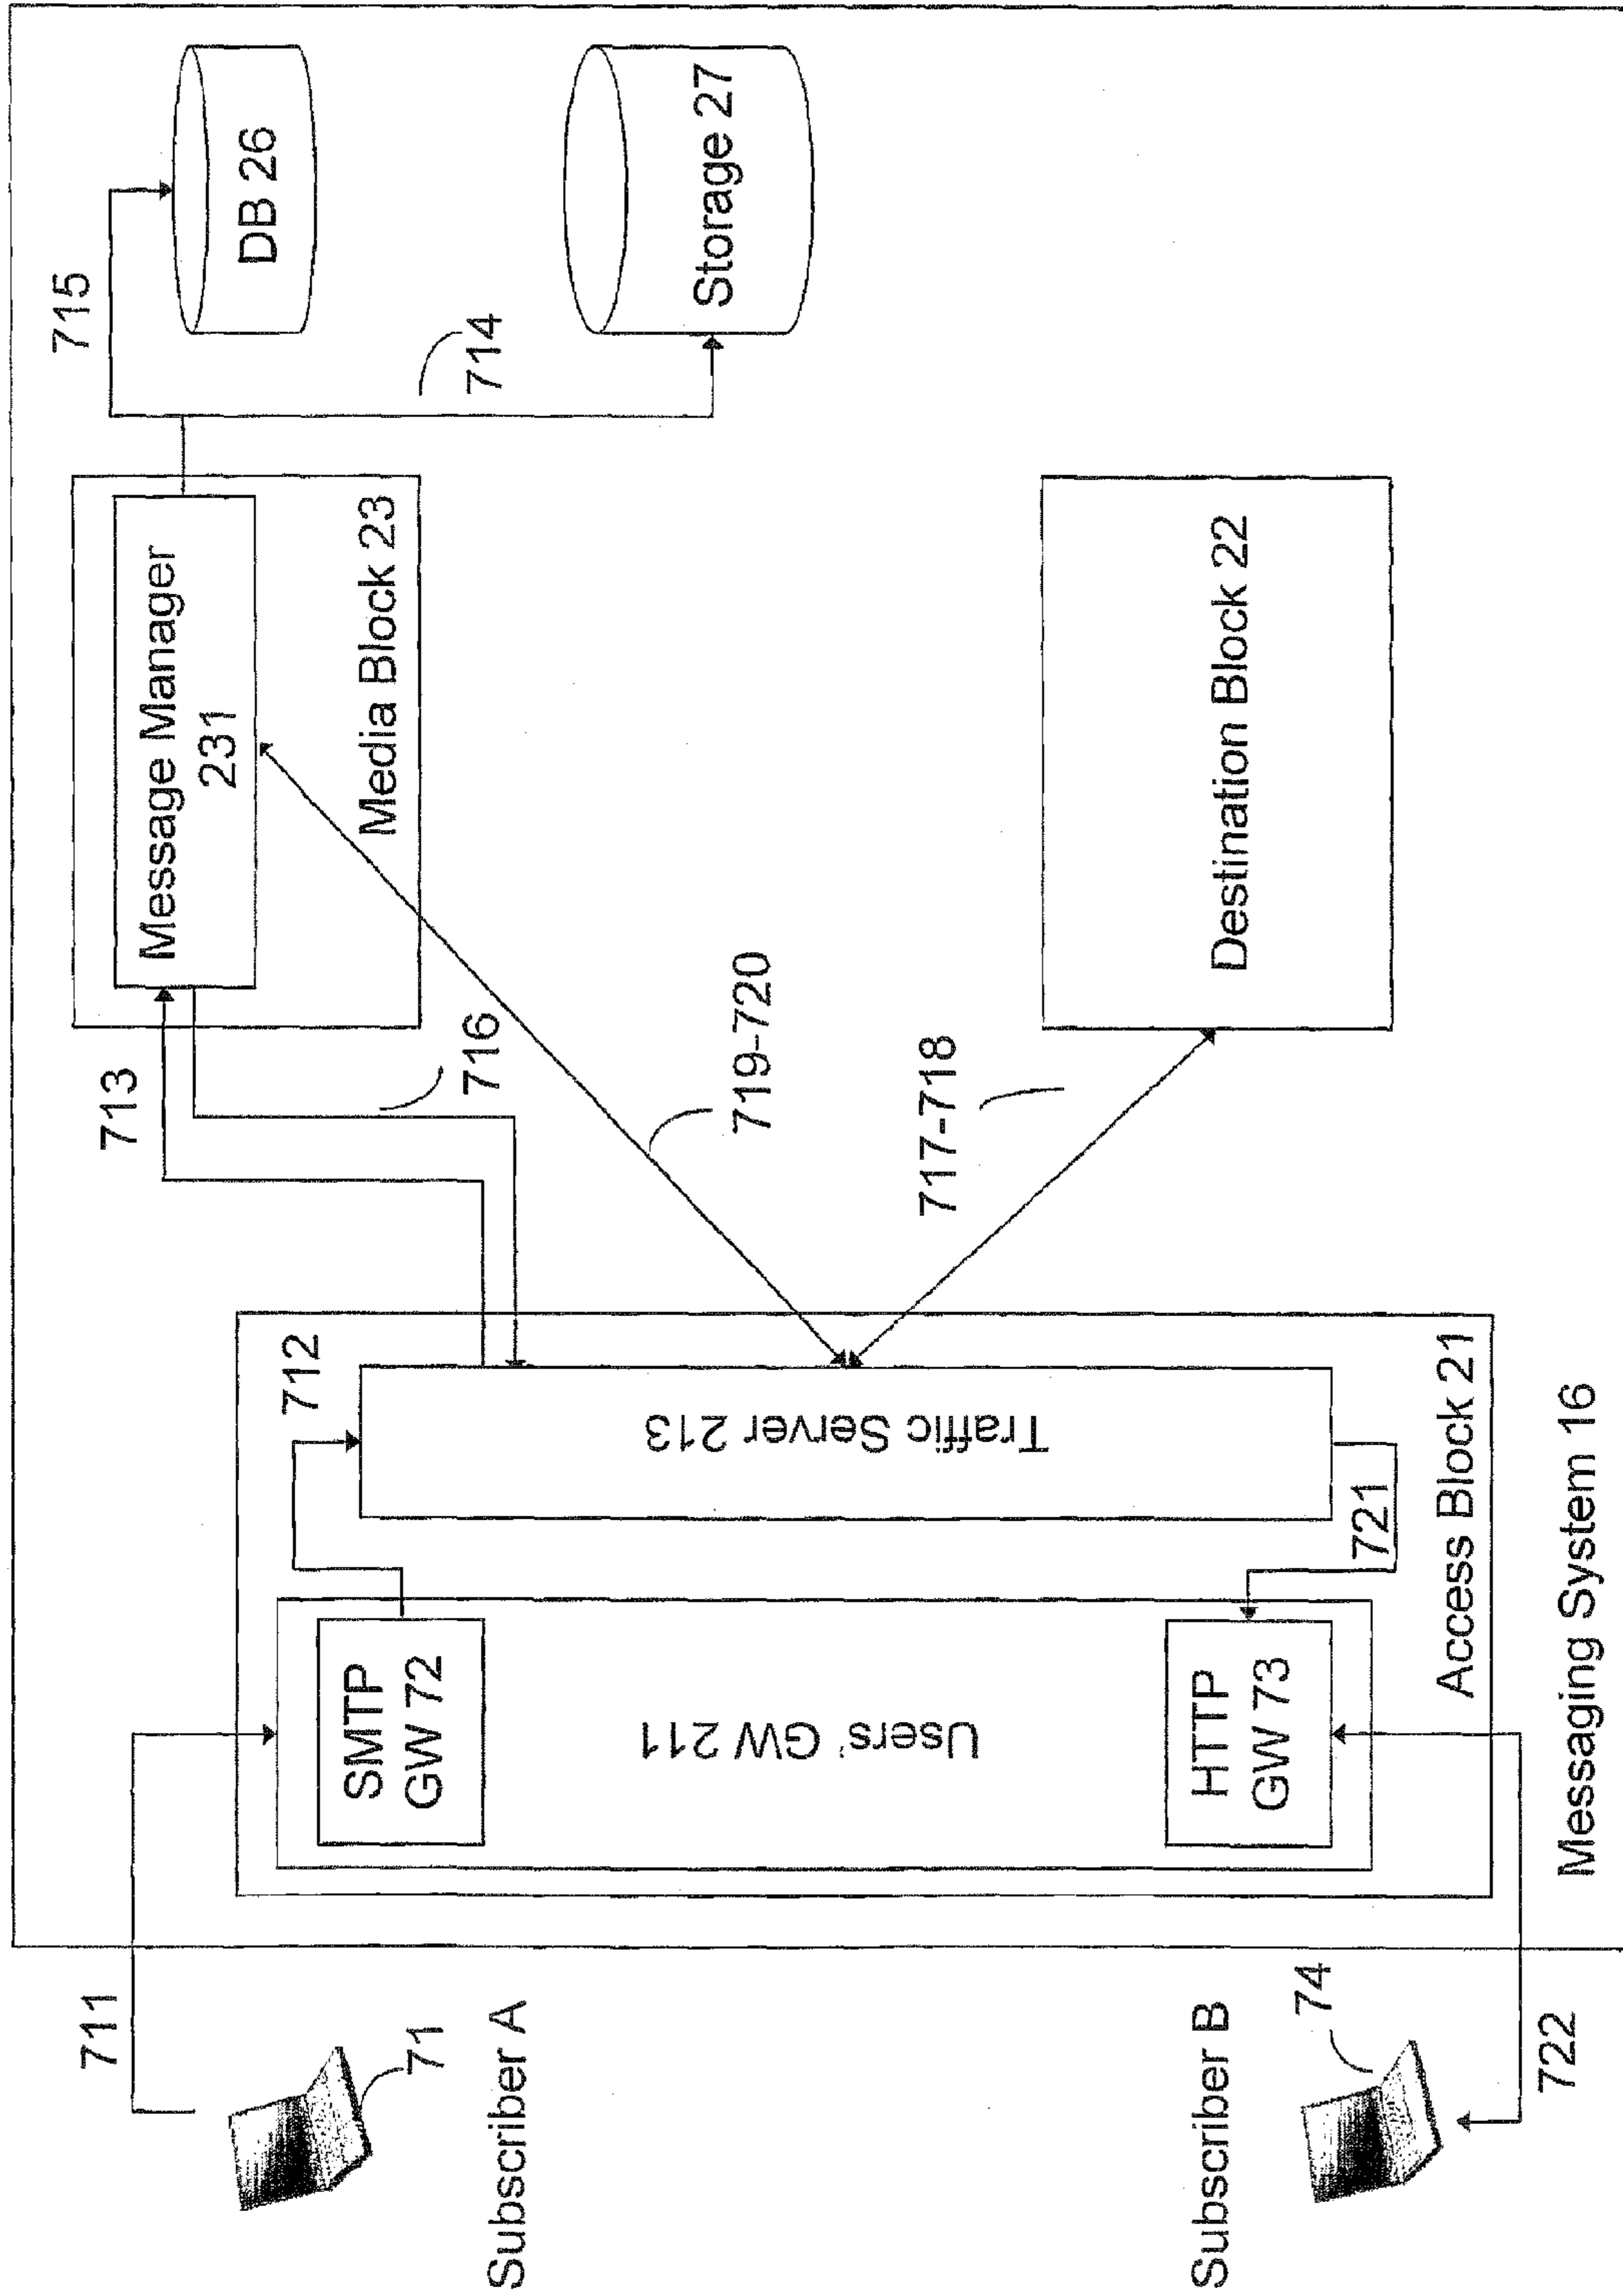 711
71
Subscriber A
Subscriber B
74
722
SMTP
GW 72
Users' GW 211
HTTP
GW 73
712
Traffic Server 213
721
Access Block 21
Messaging System 16
713
716
719-720
717-718
Message Manager
231
Media Block 23
Destination Block 22
715
714
DB 26
Storage 27